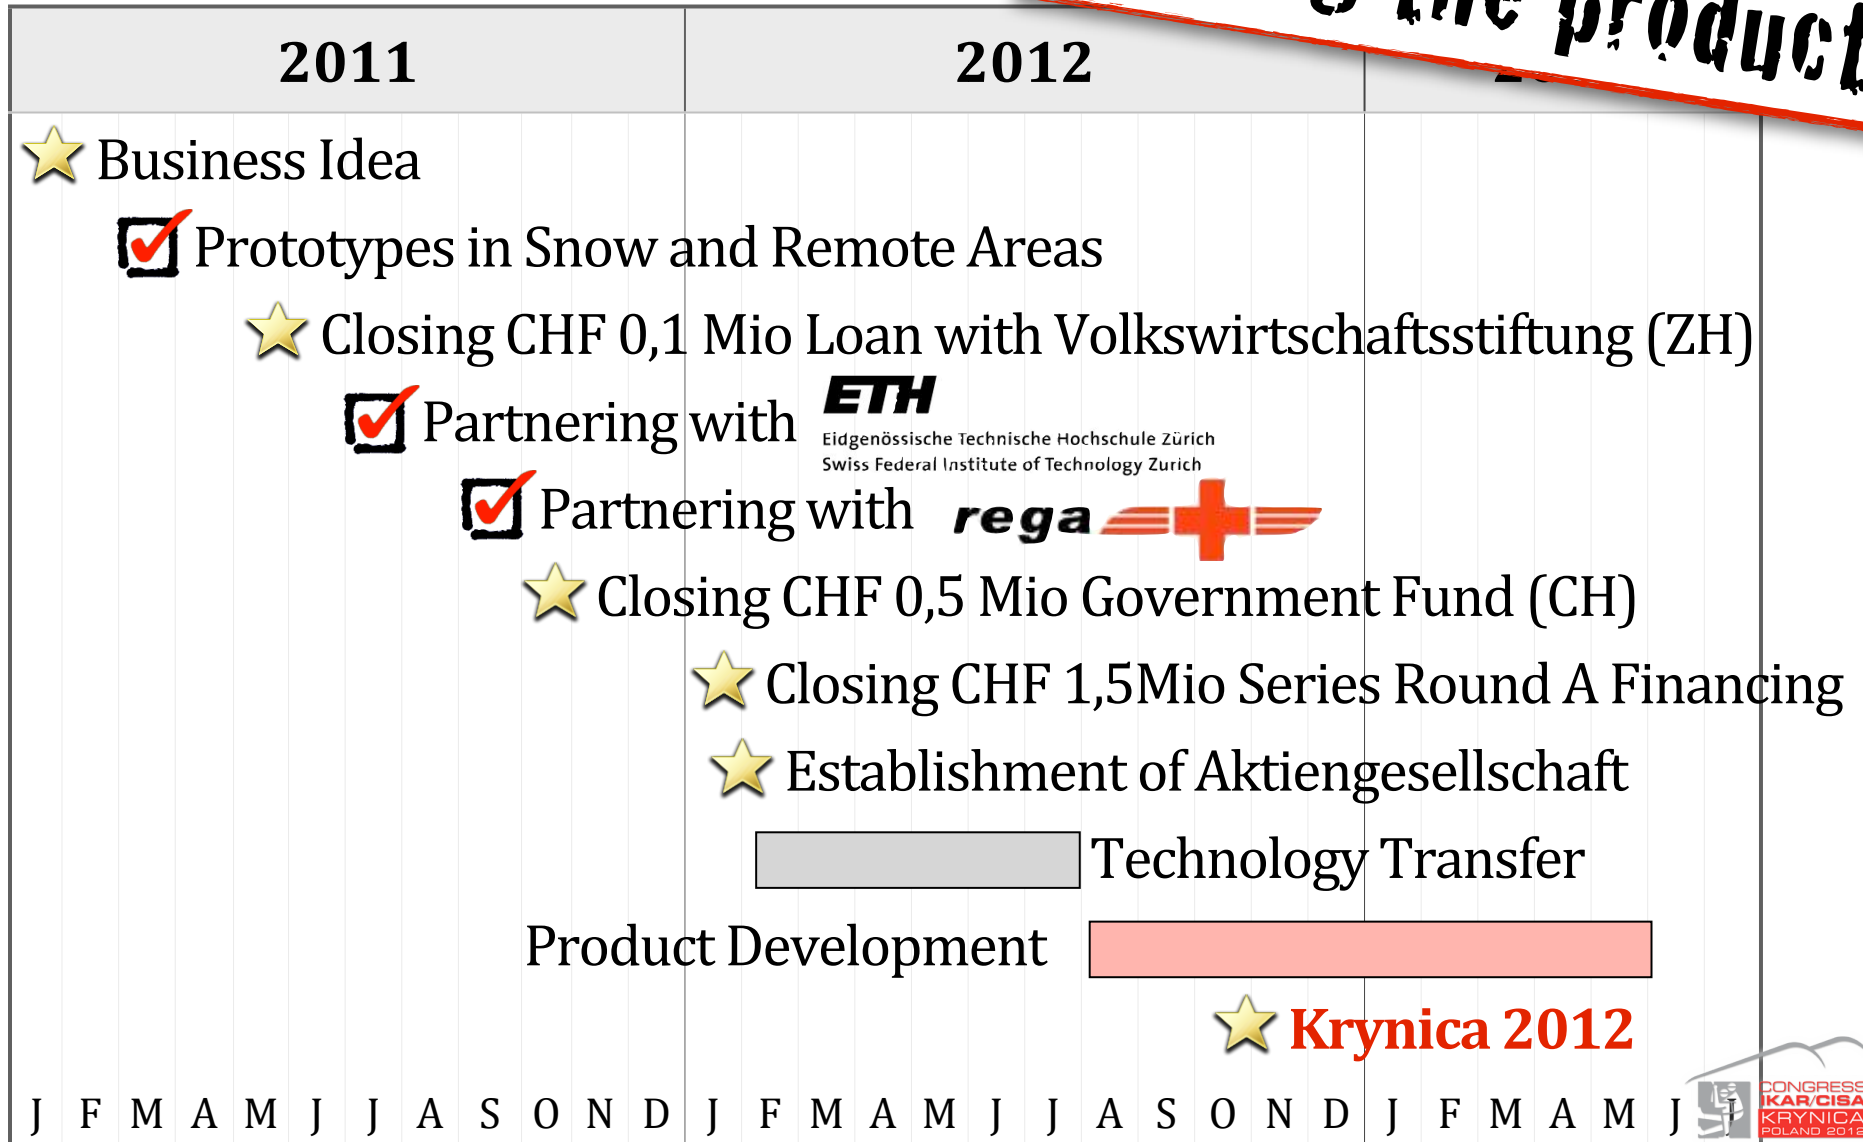 the product
2011
2012
Business Idea
Prototypes in Snow and Remote Areas
Closing CHF 0,1 Mio Loan with Volkswirtschaftsstiftung (ZH)
Partnering with ETH
Eidgenössische Technische Hochschule Zürich
Swiss Federal Institute of Technology Zurich
Partnering with rega
Closing CHF 0,5 Mio Government Fund (CH)
Closing CHF 1,5Mio Series Round A Financing
Establishment of Aktiengesellschaft
Technology Transfer
Product Development
Krynica 2012
J F M A M J J A S O N D J F M A M J J A S O N D J F M A M J J
CONGRESS
IKAR/CISA
KRYNICA
POLAND 2012